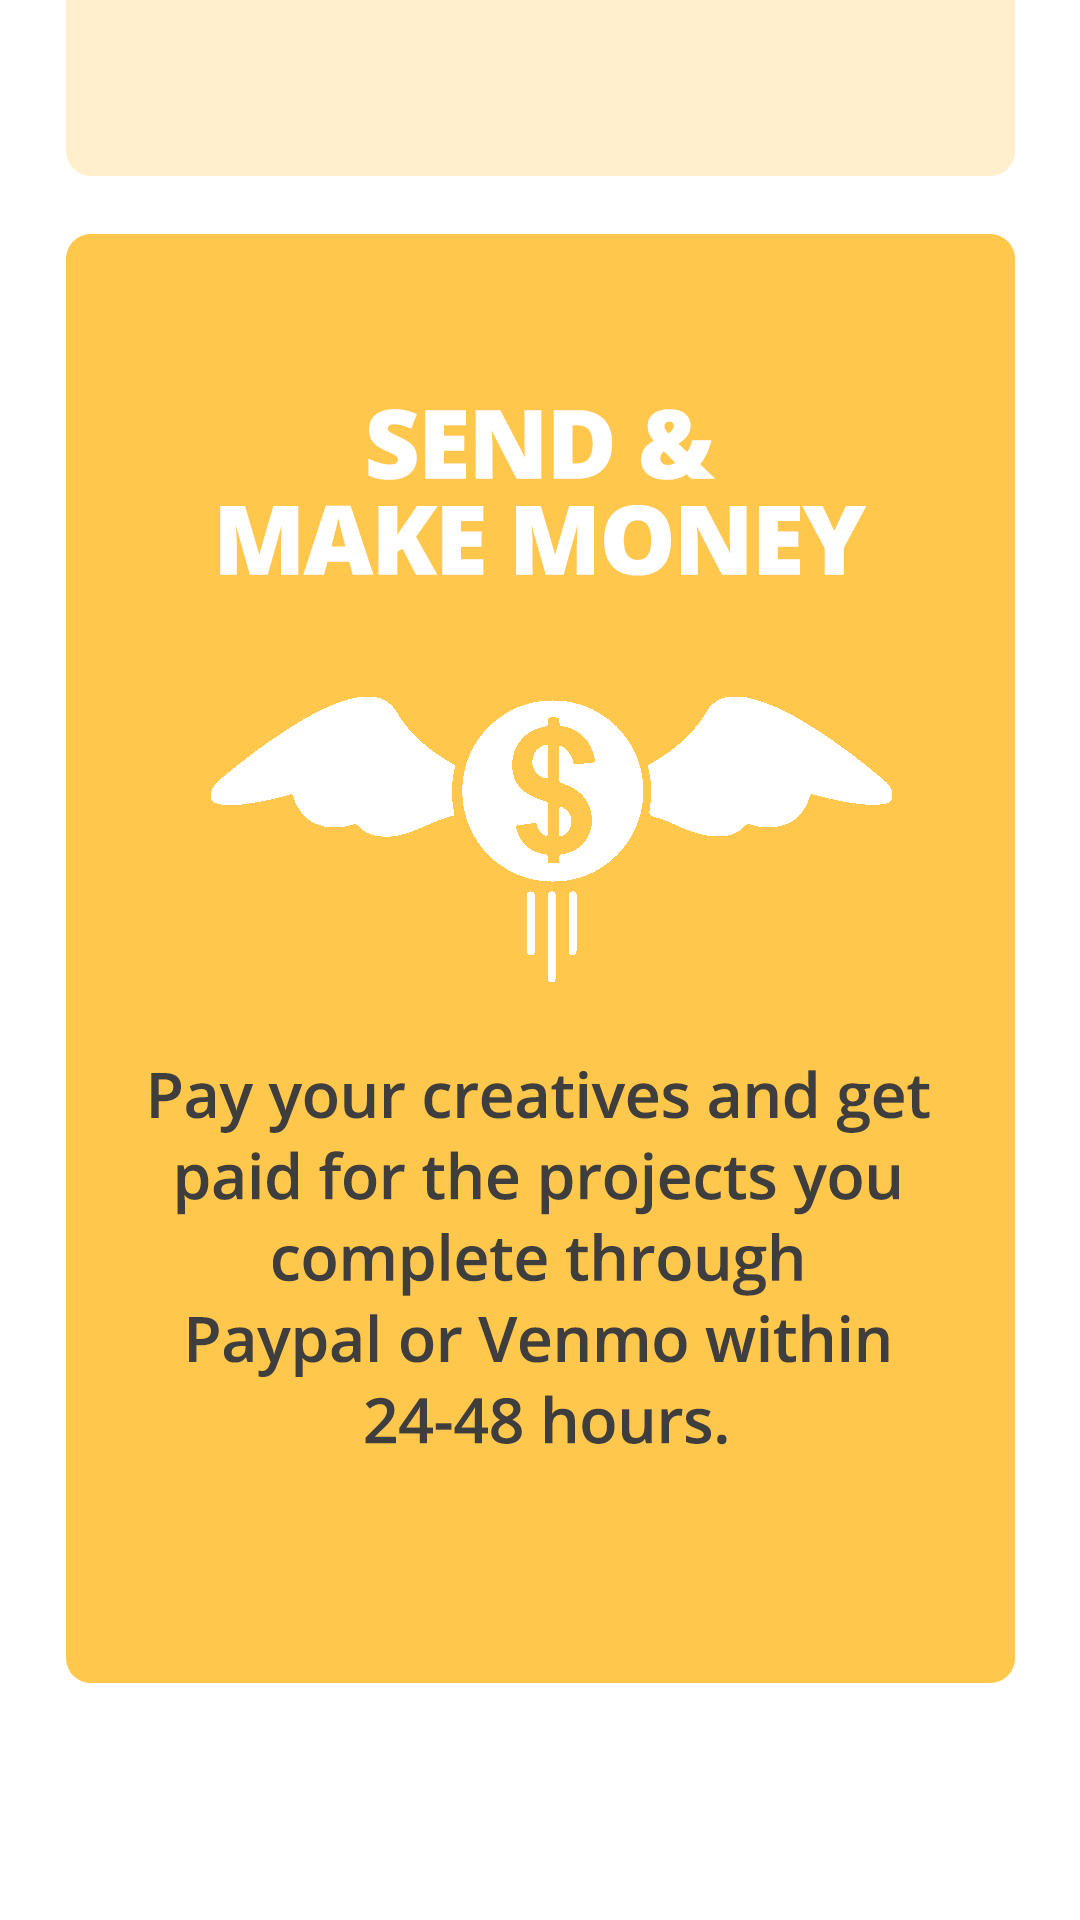 SEND &
MAKE MONEY
$
Pay your creatives and get
paid for the projects you
complete through
Paypal or Venmo within
24-48 hours.